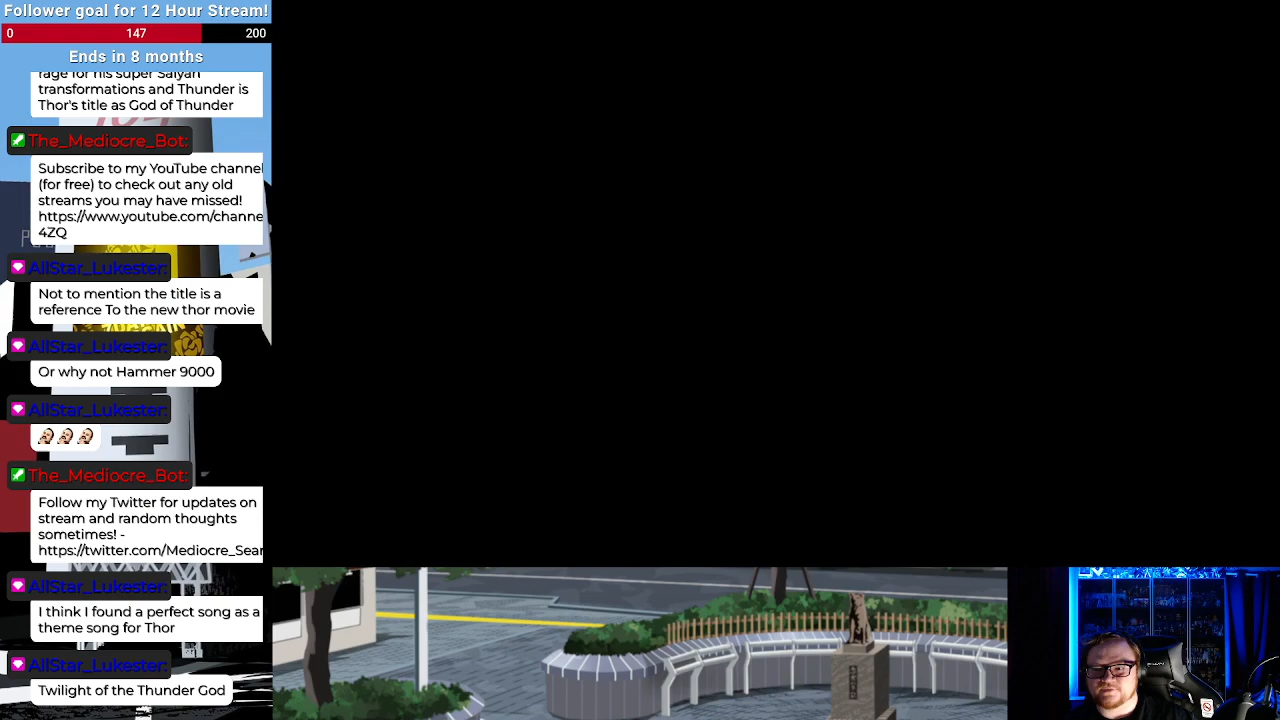 Follower goal for 12 Hour Stream!
0 147 200
Ends in 8 months
rage for his super Saiyan
transformations and Thunder is
Thor's title as God of Thunder
The_Mediocre_Bot:
Subscribe to my YouTube channel
(for free) to check out any old
streams you may have missed!
https://www.youtube.com/channe
4ZQ
AllStar_Lukester:
Not to mention the title is a
reference To the new thor movie
AllStar_Lukester:
Or why not Hammer 9000
AllStar_Lukester:
The_Mediocre_Bot:
Follow my Twitter for updates on
stream and random thoughts
sometimes! -
https://twitter.com/Mediocre_Sear
AllStar_Lukester:
I think I found a perfect song as a
theme song for Thor
AllStar_Lukester:
Twilight of the Thunder God